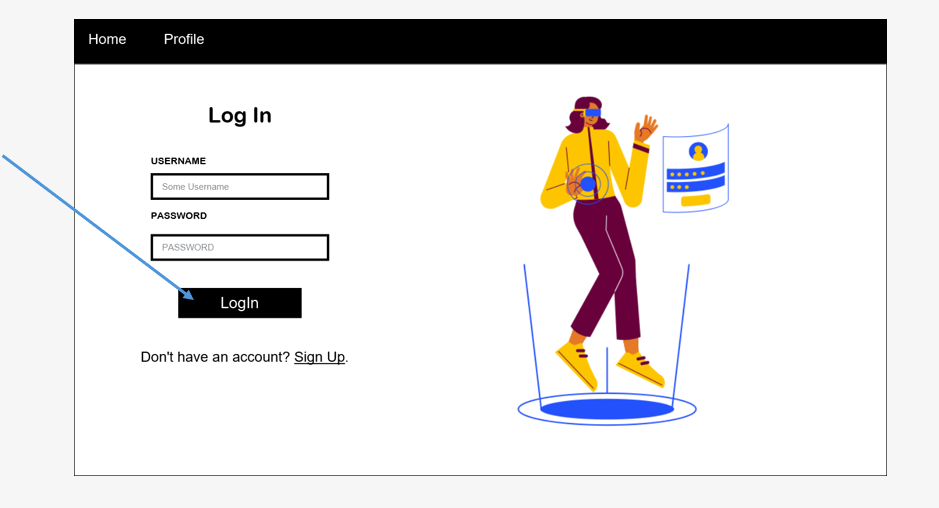 Home Profile
Log In
USERNAME
Some Username
PASSWORD
PASSWORD
LogIn
Don't have an account? Sign Up.